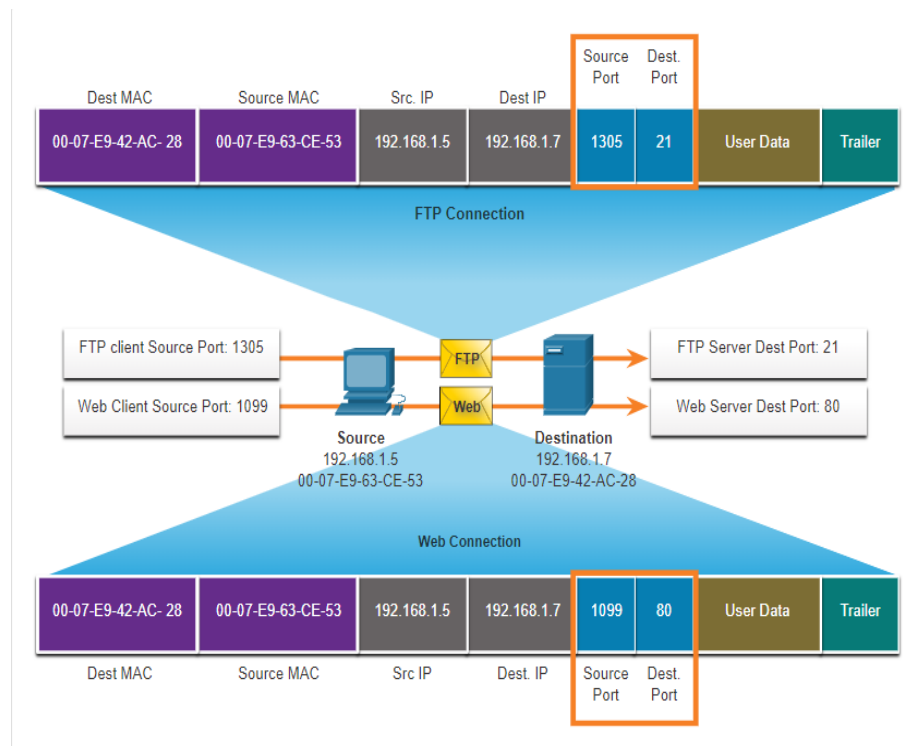 Source Port
Dest. Port
Dest MAC
Source MAC
Src. IP
Dest IP
00-07-E9-42-AC- 28
00-07-E9-63-CE-53
192.168.1.5
192.168.1.7
1305
21
User Data
Trailer
FTP Connection
FTP client Source Port: 1305
FTP
FTP Server Dest Port: 21
Web Client Source Port: 1099
Web
Web Server Dest Port: 80
Source
192.168.1.5
00-07-E9-63-CE-53
Destination
192.168.1.7
00-07-E9-42-AC-28
Web Connection
00-07-E9-42-AC- 28
00-07-E9-63-CE-53
192.168.1.5
192.168.1.7
1099
80
User Data
Trailer
Dest MAC
Source MAC
Src IP
Dest. IP
Source Port
Dest. Port